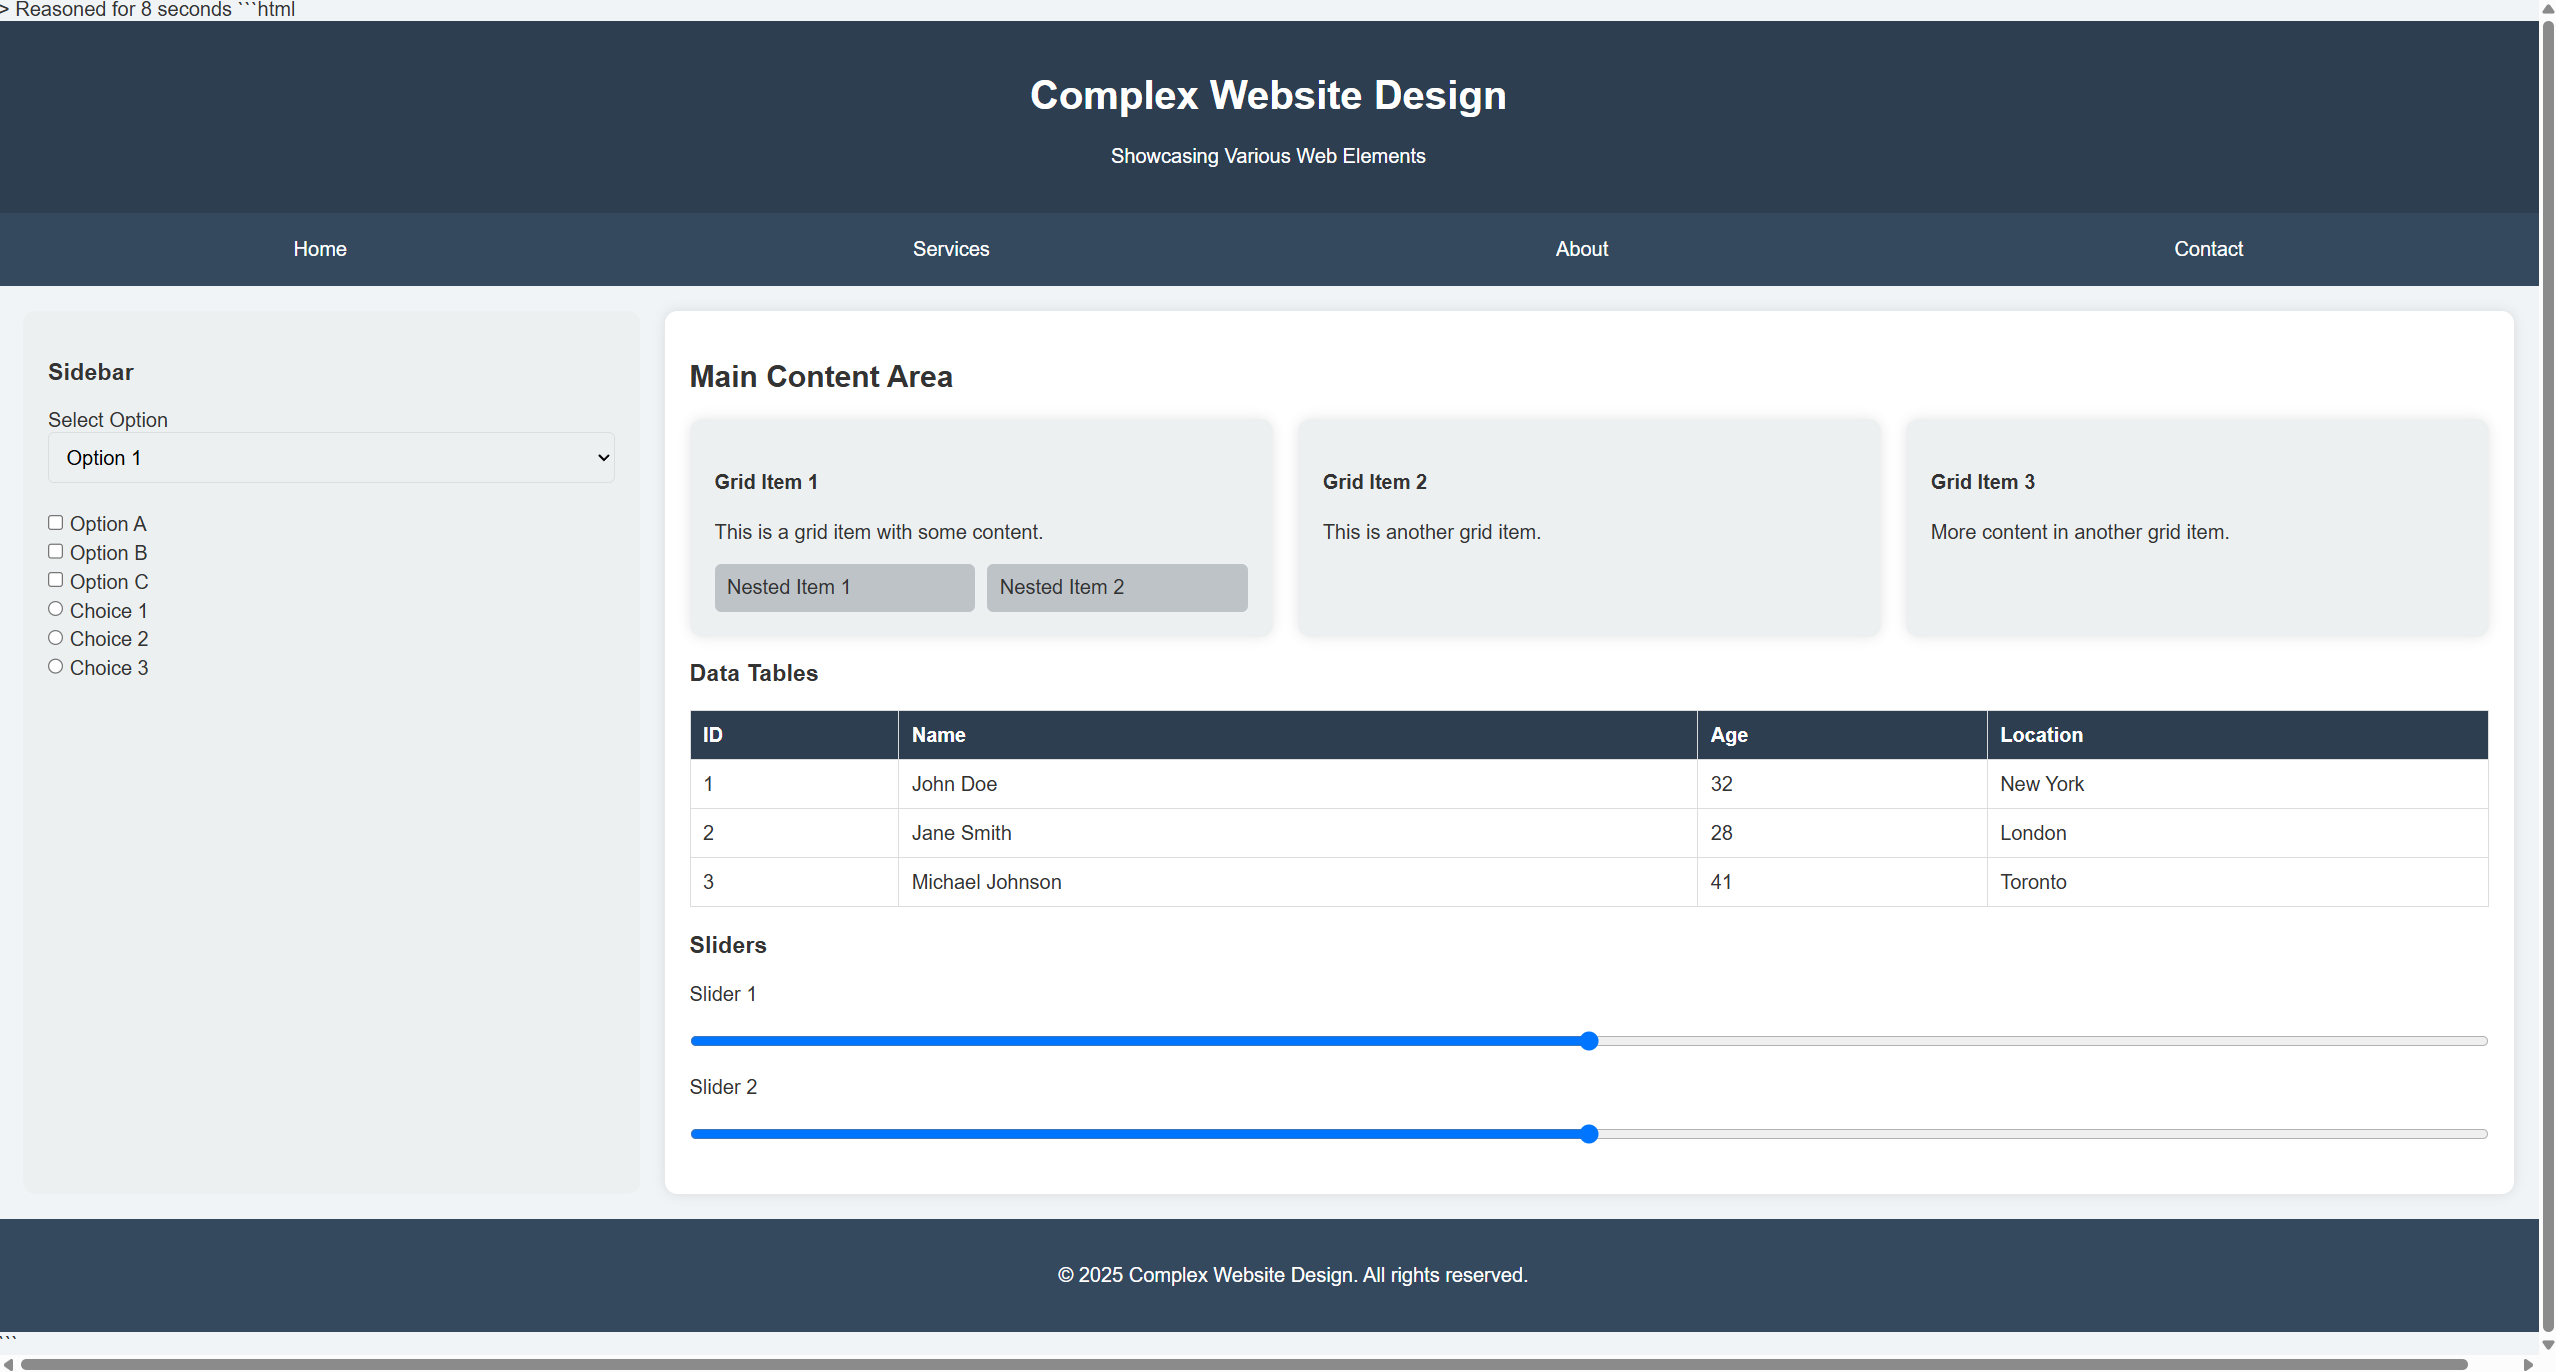 > Reasoned for 8 seconds ```html
Complex Website Design
Showcasing Various Web Elements
Home Services About Contact
Sidebar
Select Option
Option 1
Option A
Option B
Option C
Choice 1
Choice 2
Choice 3
Main Content Area
Grid Item 1
This is a grid item with some content.
Nested Item 1 Nested Item 2
Grid Item 2
This is another grid item.
Grid Item 3
More content in another grid item.
Data Tables
ID Name Age Location
1 John Doe 32 New York
2 Jane Smith 28 London
3 Michael Johnson 41 Toronto
Sliders
Slider 1
Slider 2
© 2025 Complex Website Design. All rights reserved.
```